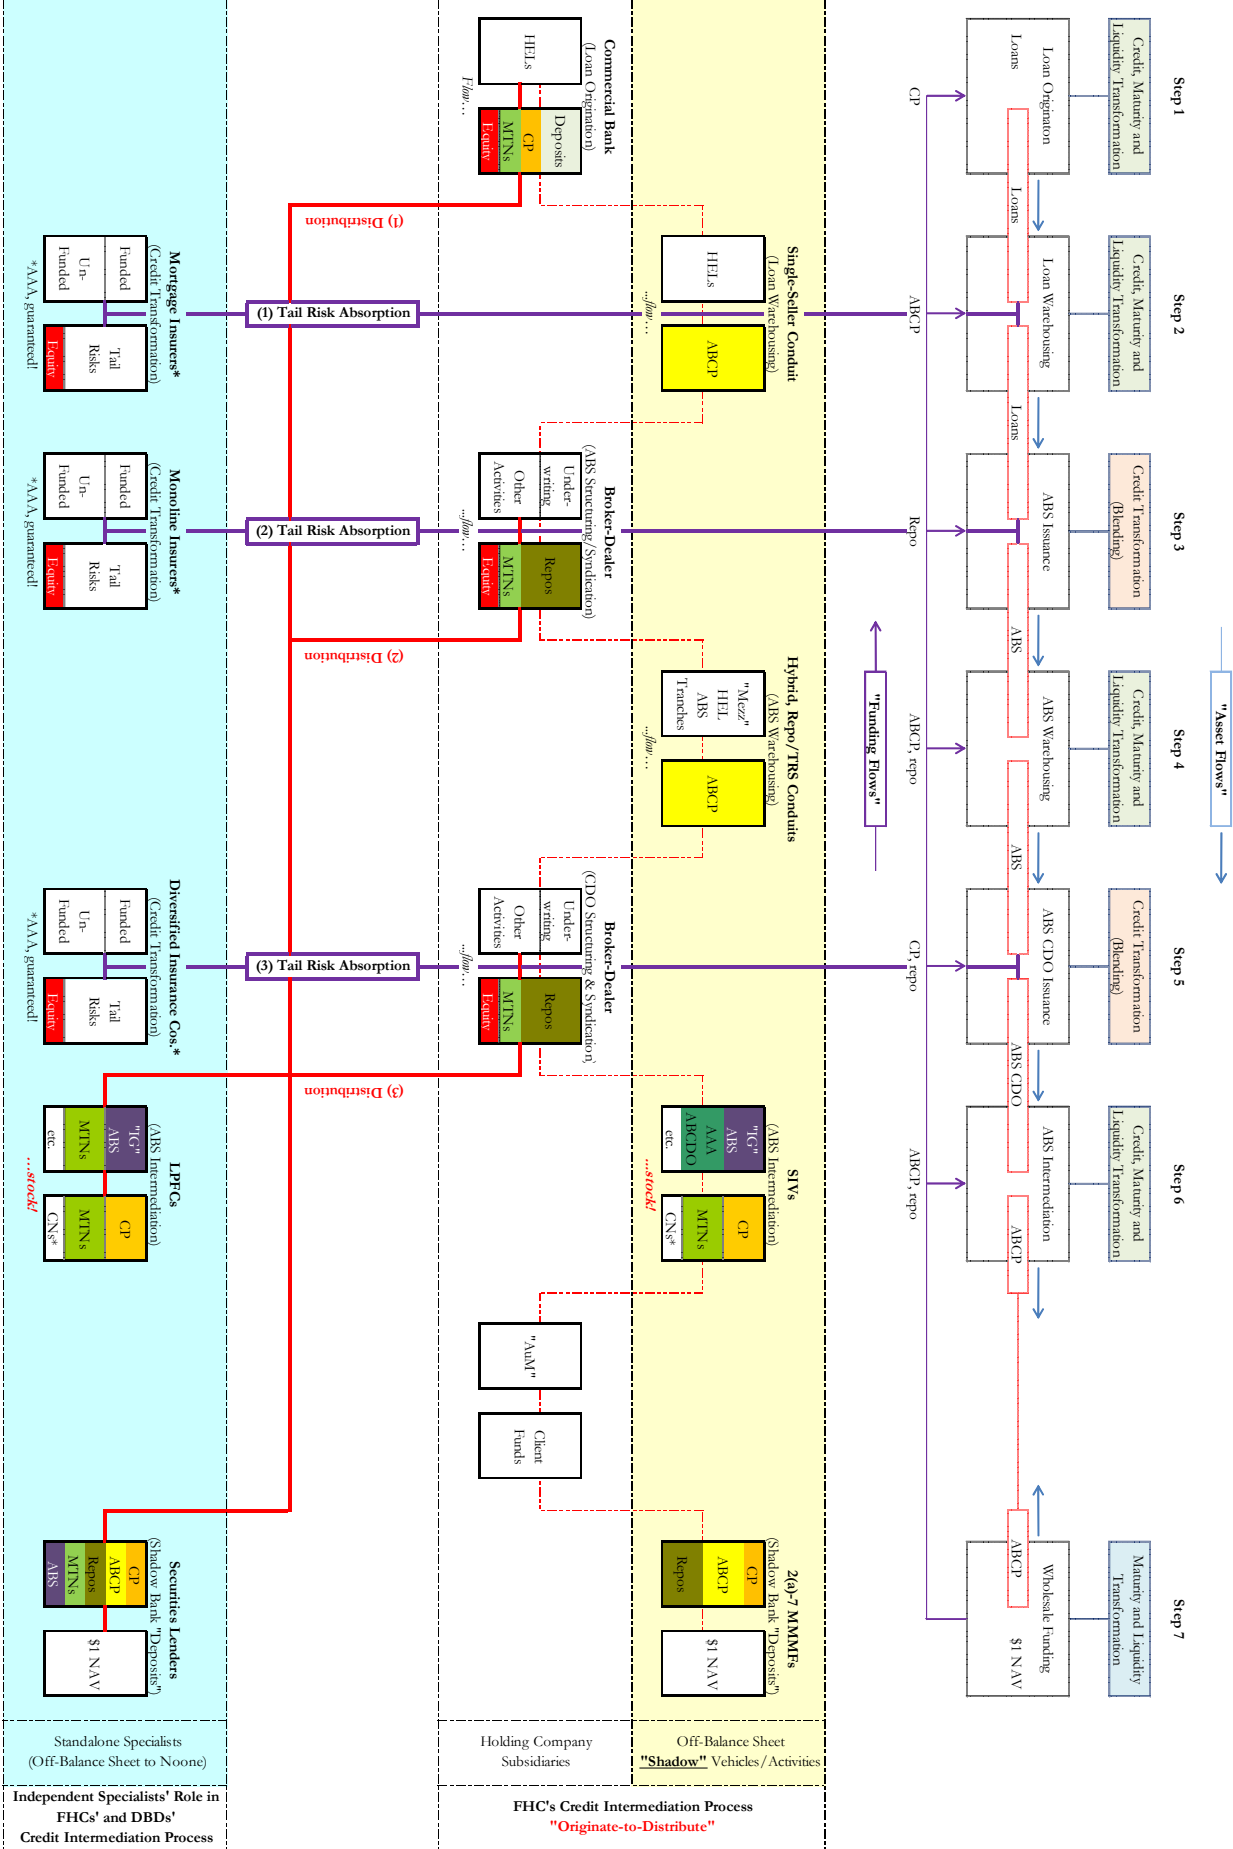 Step 1
Step 2
Step 3
Step 4
Step 5
Step 6
Step 7
"Asset Flows"
Credit, Maturity and
Liquidity Transformation
Credit, Maturity and
Liquidity Transformation
Credit Transformation
(Blending)
Credit, Maturity and
Liquidity Transformation
Credit Transformation
(Blending)
Credit, Maturity and
Liquidity Transformation
Maturity and Liquidity
Transformation
Loan Originaton
Loans
Loans
Loan Warehousing
Loans
ABS Issuance
ABS
ABS Warehousing
ABS
ABS CDO Issuance
ABS CDO
ABS Intermediation
ABCP
ABCP
Wholesale Funding
$1 NAV
CP
ABCP
Repo
ABCP, repo
CP, repo
ABCP, repo
"Funding Flows"
Single-Seller Conduit
(Loan Warehousing)
HELs
ABCP
...flow…
Hybrid, Repo/TRS Conduits
(ABS Warehousing)
"Mezz"
HEL
ABS
Tranches
ABCP
...flow…
SIVs
(ABS Intermediation)
"IG"
ABS
AAA
ABCDO
etc.
CP
MTNs
CNs*
…stock!
2(a)-7 MMMFs
(Shadow Bank "Deposits")
CP
ABCP
Repos
$1 NAV
Off-Balance Sheet
"Shadow" Vehicles/Activities
Commercial Bank
(Loan Origination)
HELs
Deposits
CP
MTNs
Equity
Flow…
Broker-Dealer
(ABS Structuring/Syndication)
Under-
writing
Other
Activities
Repos
MTNs
Equity
...flow…
Broker-Dealer
(CDO Structuring & Syndication)
Under-
writing
Other
Activities
Repos
MTNs
Equity
...flow…
"AuM"
Client
Funds
Holding Company
Subsidiaries
FHC's Credit Intermediation Process
"Originate-to-Distribute"
(1) Distribution
(2) Distribution
(3) Distribution
(1) Tail Risk Absorption
(2) Tail Risk Absorption
(3) Tail Risk Absorption
Mortgage Insurers*
(Credit Transformation)
Funded
Un-
Funded
Tail
Risks
Equity
*AAA, guaranteed!
Monoline Insurers*
(Credit Transformation)
Funded
Un-
Funded
Tail
Risks
Equity
*AAA, guaranteed!
Diversified Insurance Cos.*
(Credit Transformation)
Funded
Un-
Funded
Tail
Risks
Equity
*AAA, guaranteed!
LPFCs
(ABS Intermediation)
"IG"
ABS
MTNs
etc.
CP
MTNs
CNs*
…stock!
Securities Lenders
(Shadow Bank "Deposits")
CP
ABCP
Repos
MTNs
ABS
$1 NAV
Standalone Specialists
(Off-Balance Sheet to Noone)
Independent Specialists' Role in
FHCs' and DBDs'
Credit Intermediation Process